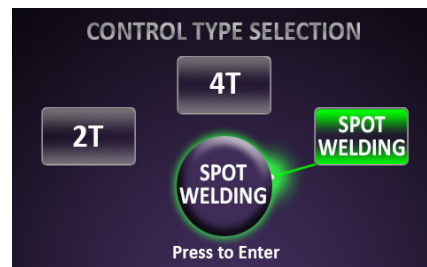 CONTROL TYPE SELECTION
4T
2T
SPOT
WELDING
SPOT
WELDING
Press to Enter